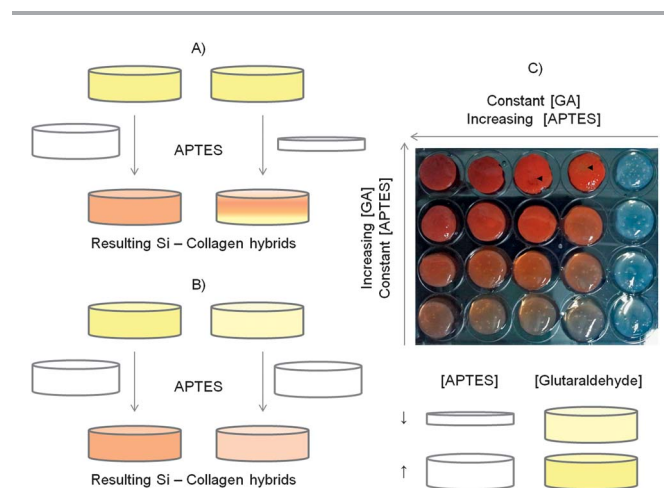 A)
APTES
Resulting Si – Collagen hybrids
B)
APTES
Resulting Si – Collagen hybrids
C)
Constant [GA]
Increasing [APTES]
Increasing [GA]
Constant [APTES]
[APTES] [Glutaraldehyde]
↓
↑